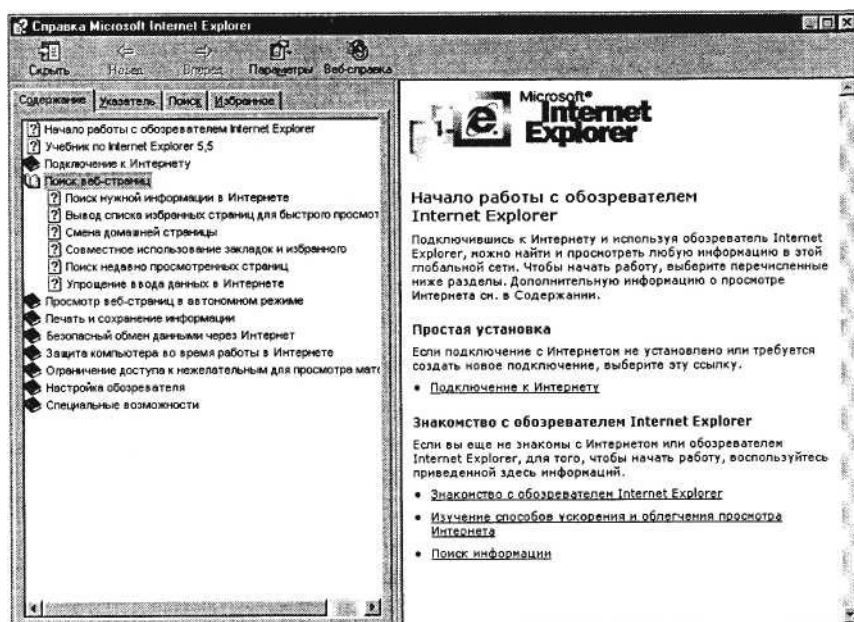 Справка Microsoft Internet Explorer
Скрыть Назад Вперед Параметры Веб-справка
Содержание Указатель Поиск Избранное
Начало работы с обозревателем Internet Explorer
Учебник по Internet Explorer 5,5
Подключение к Интернету
Поиск веб-страниц
Поиск нужной информации в Интернете
Вывод списка избранных страниц для быстрого просмот
Смена домашней страницы
Совместное использование закладок и избранного
Поиск недавно просмотренных страниц
Упрощение ввода данных в Интернете
Просмотр веб-страниц в автономном режиме
Печать и сохранение информации
Безопасный обмен данными через Интернет
Защита компьютера во время работы в Интернете
Ограничение доступа к нежелательным для просмотра мате
Настройка обозревателя
Специальные возможности
Microsoft®
Internet
Explorer
Начало работы с обозревателем
Internet Explorer
Подключившись к Интернету и используя обозреватель Internet
Explorer, можно найти и просмотреть любую информацию в этой
глобальной сети. Чтобы начать работу, выберите перечисленные
ниже разделы. Дополнительную информацию о просмотре
Интернета см. в Содержании.
Простая установка
Если подключение с Интернетом не установлено или требуется
создать новое подключение, выберите эту ссылку.
• Подключение к Интернету
Знакомство с обозревателем Internet Explorer
Если вы еще не знакомы с Интернетом или обозревателем
Internet Explorer, для того, чтобы начать работу, воспользуйтесь
приведенной здесь информаций.
• Знакомство с обозревателем Internet Explorer
• Изучение способов ускорения и облегчения просмотра
Интернета
• Поиск информации